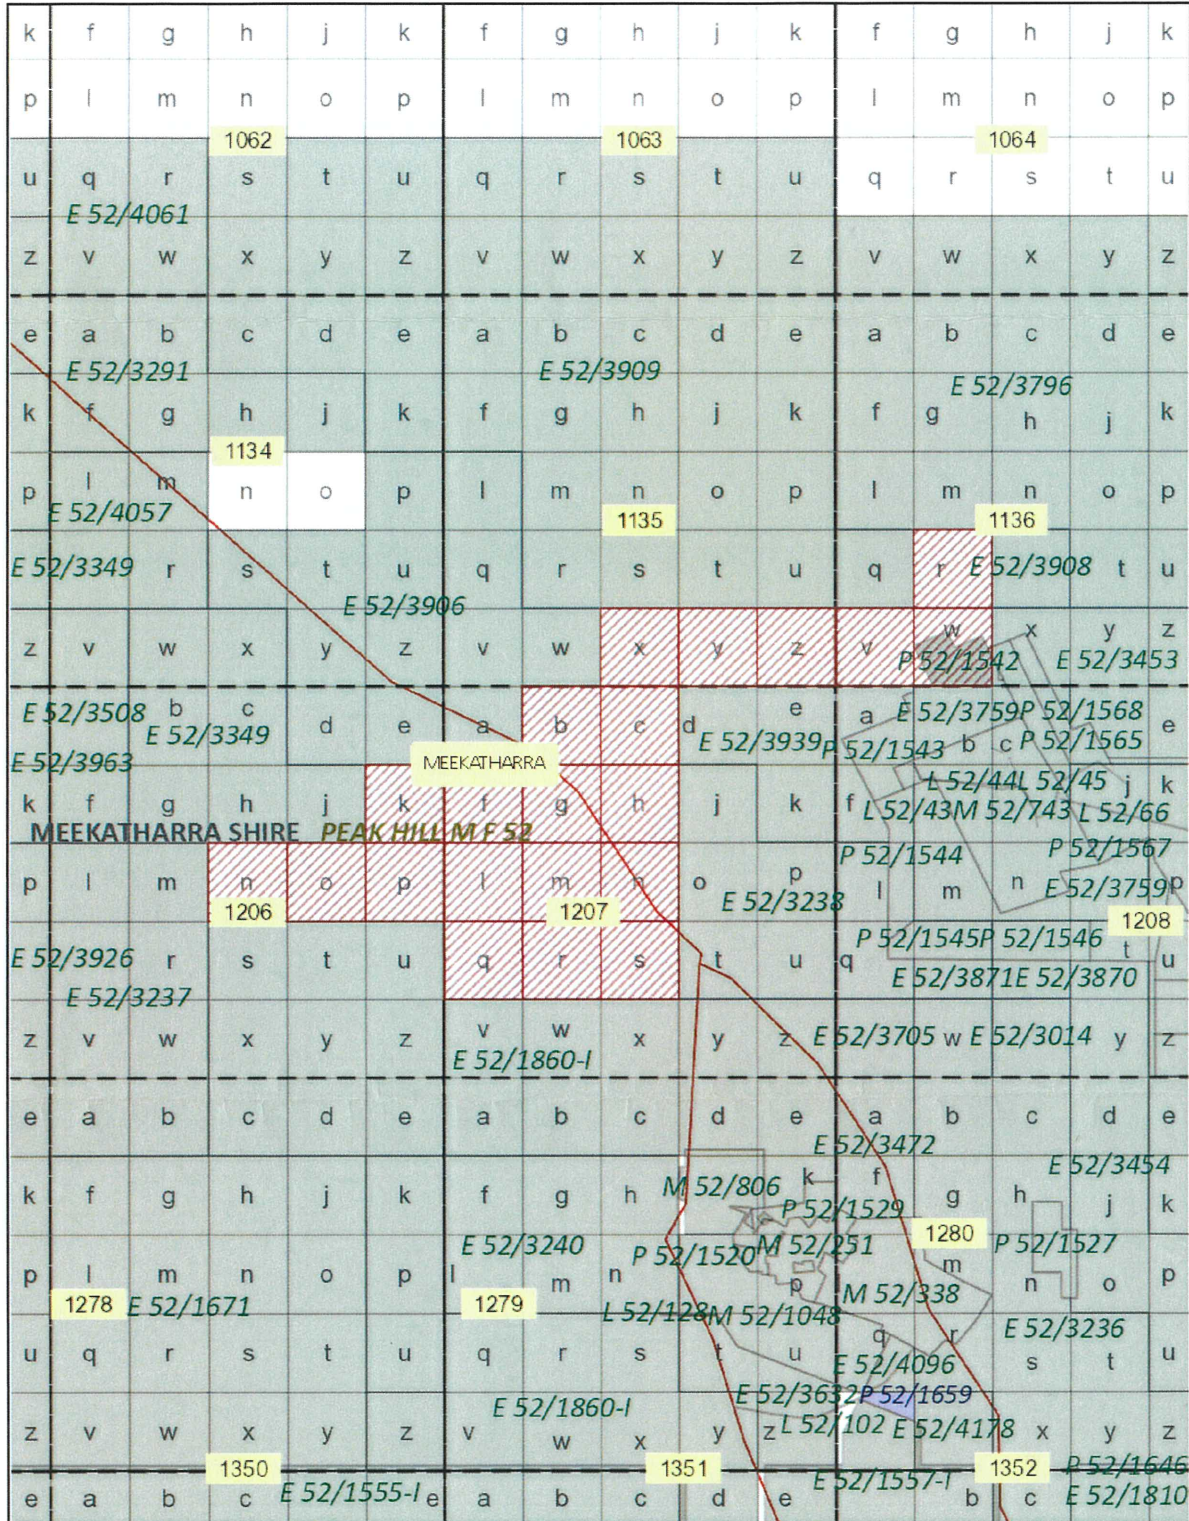 k f g h j k f g h j k f g h j k
p l m n o p l m n o p l m n o p
1062 1063 1064
u q r s t u q r s t u q r s t u
E 52/4061
z v w x y z v w x y z v w x y z
e a b c d e a b c d e a b c d e
E 52/3291 E 52/3909 E 52/3796
k f g h j k f g h j k f g h j k
1134
p l m n o p l m n o p l m n o p
E 52/4057 1135 1136
E 52/3349 r s t u q r s t u q r E 52/3908 t u
E 52/3906
z v w x y z v w x y z v w x y z
P 52/1542 E 52/3453
E 52/3508 b c d e a b c d e a E 52/3759 P 52/1568 e
E 52/3349 E 52/3939 P 52/1543 b c P 52/1565
E 52/3963 MEEKATHARRA
k f g h j k f g h j k f L 52/44 L 52/45 j k
L 52/43 M 52/743 L 52/66
MEEKATHARRA SHIRE PEAK HILL M F 52
P 52/1544 P 52/1567
p l m n o p l m n o p l m n E 52/3759 p
E 52/3238
1206 1207 1208
P 52/1545 P 52/1546
E 52/3926 r s t u q r s t u q t u
E 52/3237 E 52/3871 E 52/3870
z v w x y z v w x y z E 52/3705 w E 52/3014 y z
E 52/1860-I
e a b c d e a b c d e a b c d e
E 52/3472
E 52/3454
k f g h j k f g h M 52/806 k f g h j k
P 52/1529
1280
E 52/3240 P 52/1520 M 52/251 P 52/1527
p l m n o p l m n p m n o p
M 52/338
1278 E 52/1671 1279 L 52/128 M 52/1048
E 52/3236
u q r s t u q r s t u q r s t u
E 52/4096
E 52/3632 P 52/1659
E 52/1860-I L 52/102 E 52/4178
z v w x y z v w x y z x y z
1350 1351 1352 P 52/1646
E 52/1557-I
e a b c E 52/1555-I e a b c d e b c E 52/1810